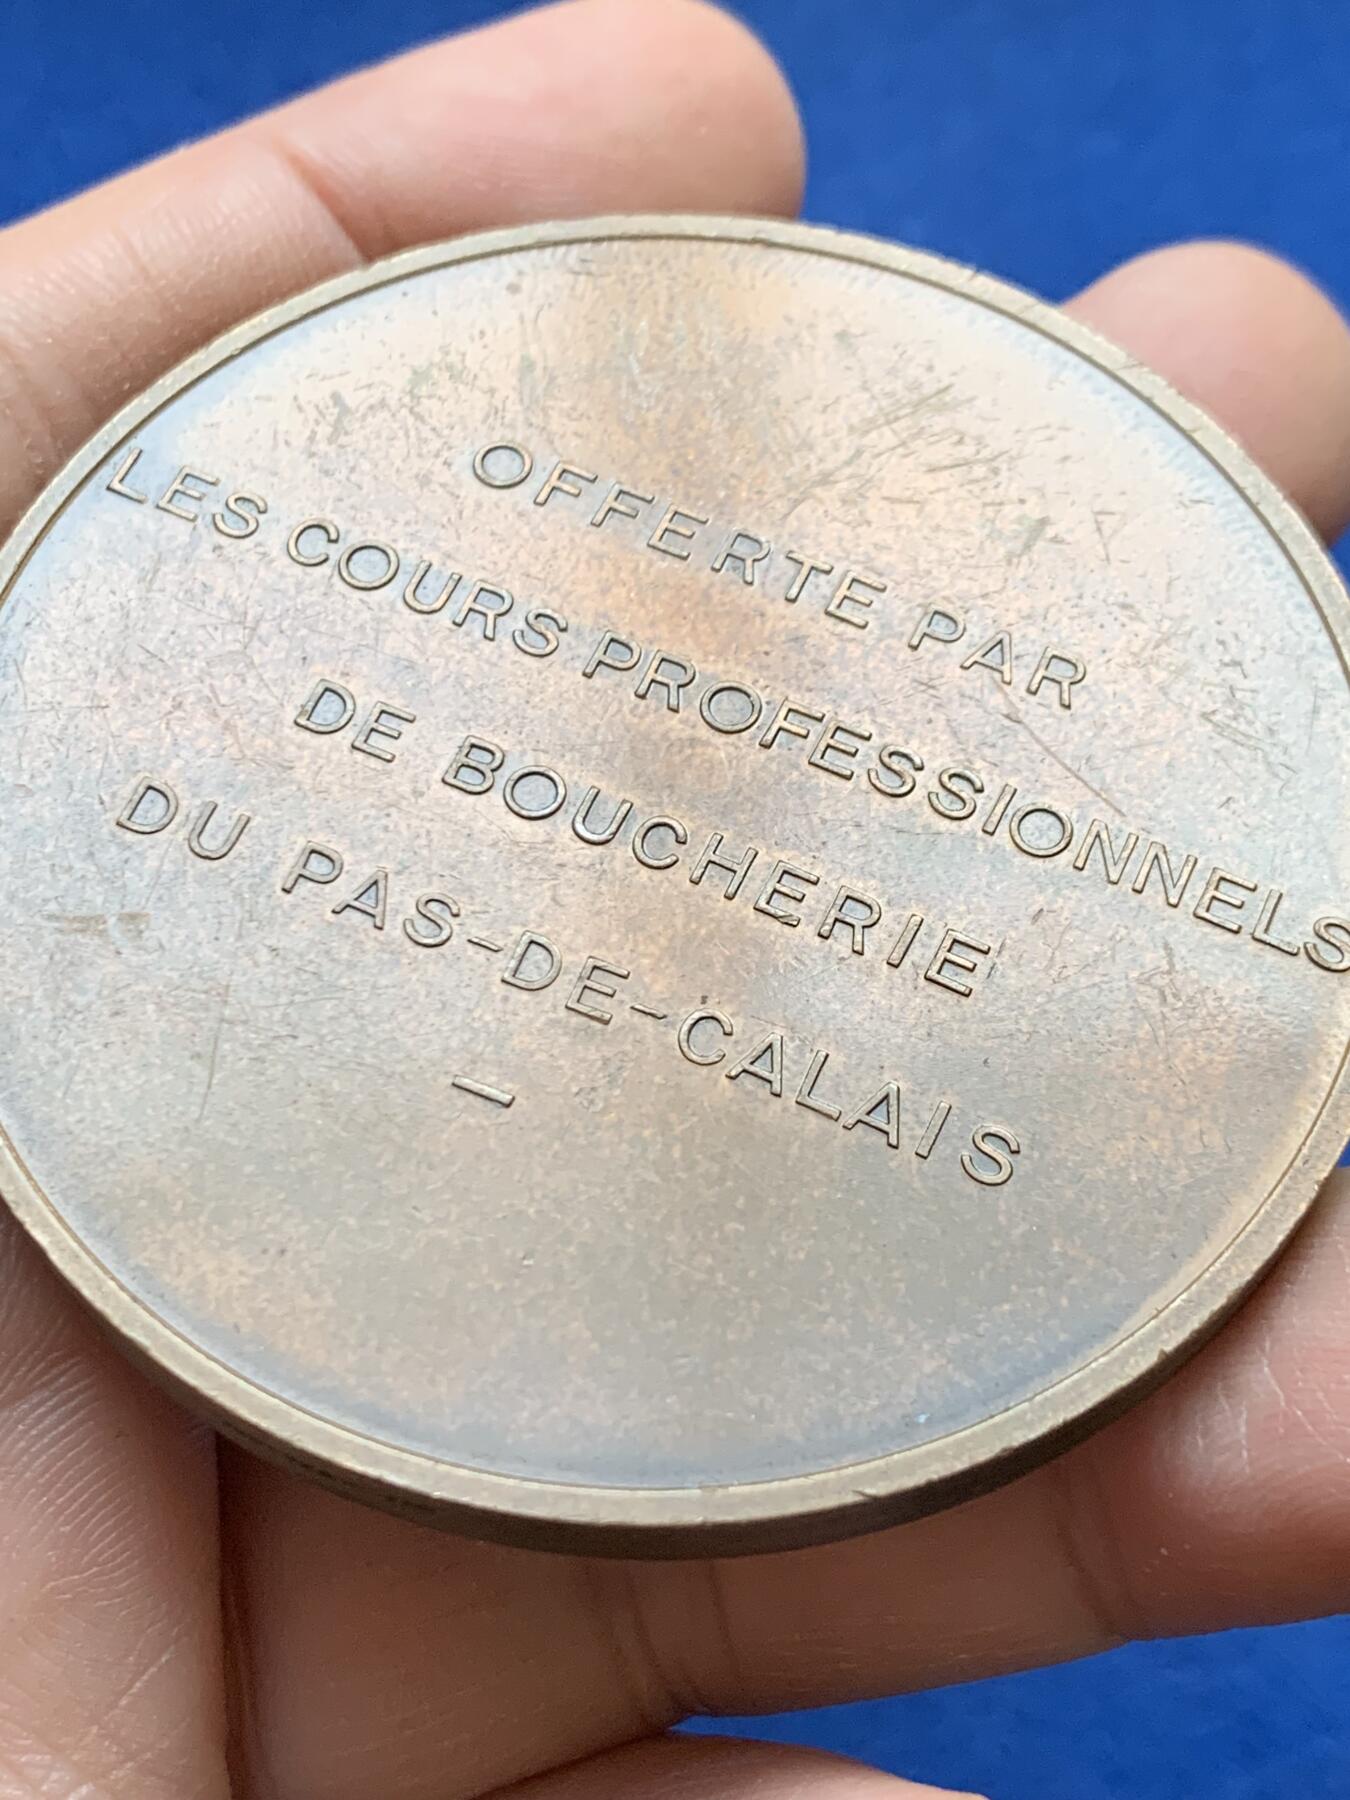 OFFERTE PAR
LES COURS PROFESSIONNELS
DE BOUCHERIE
DU PAS-DE-CALAIS
—